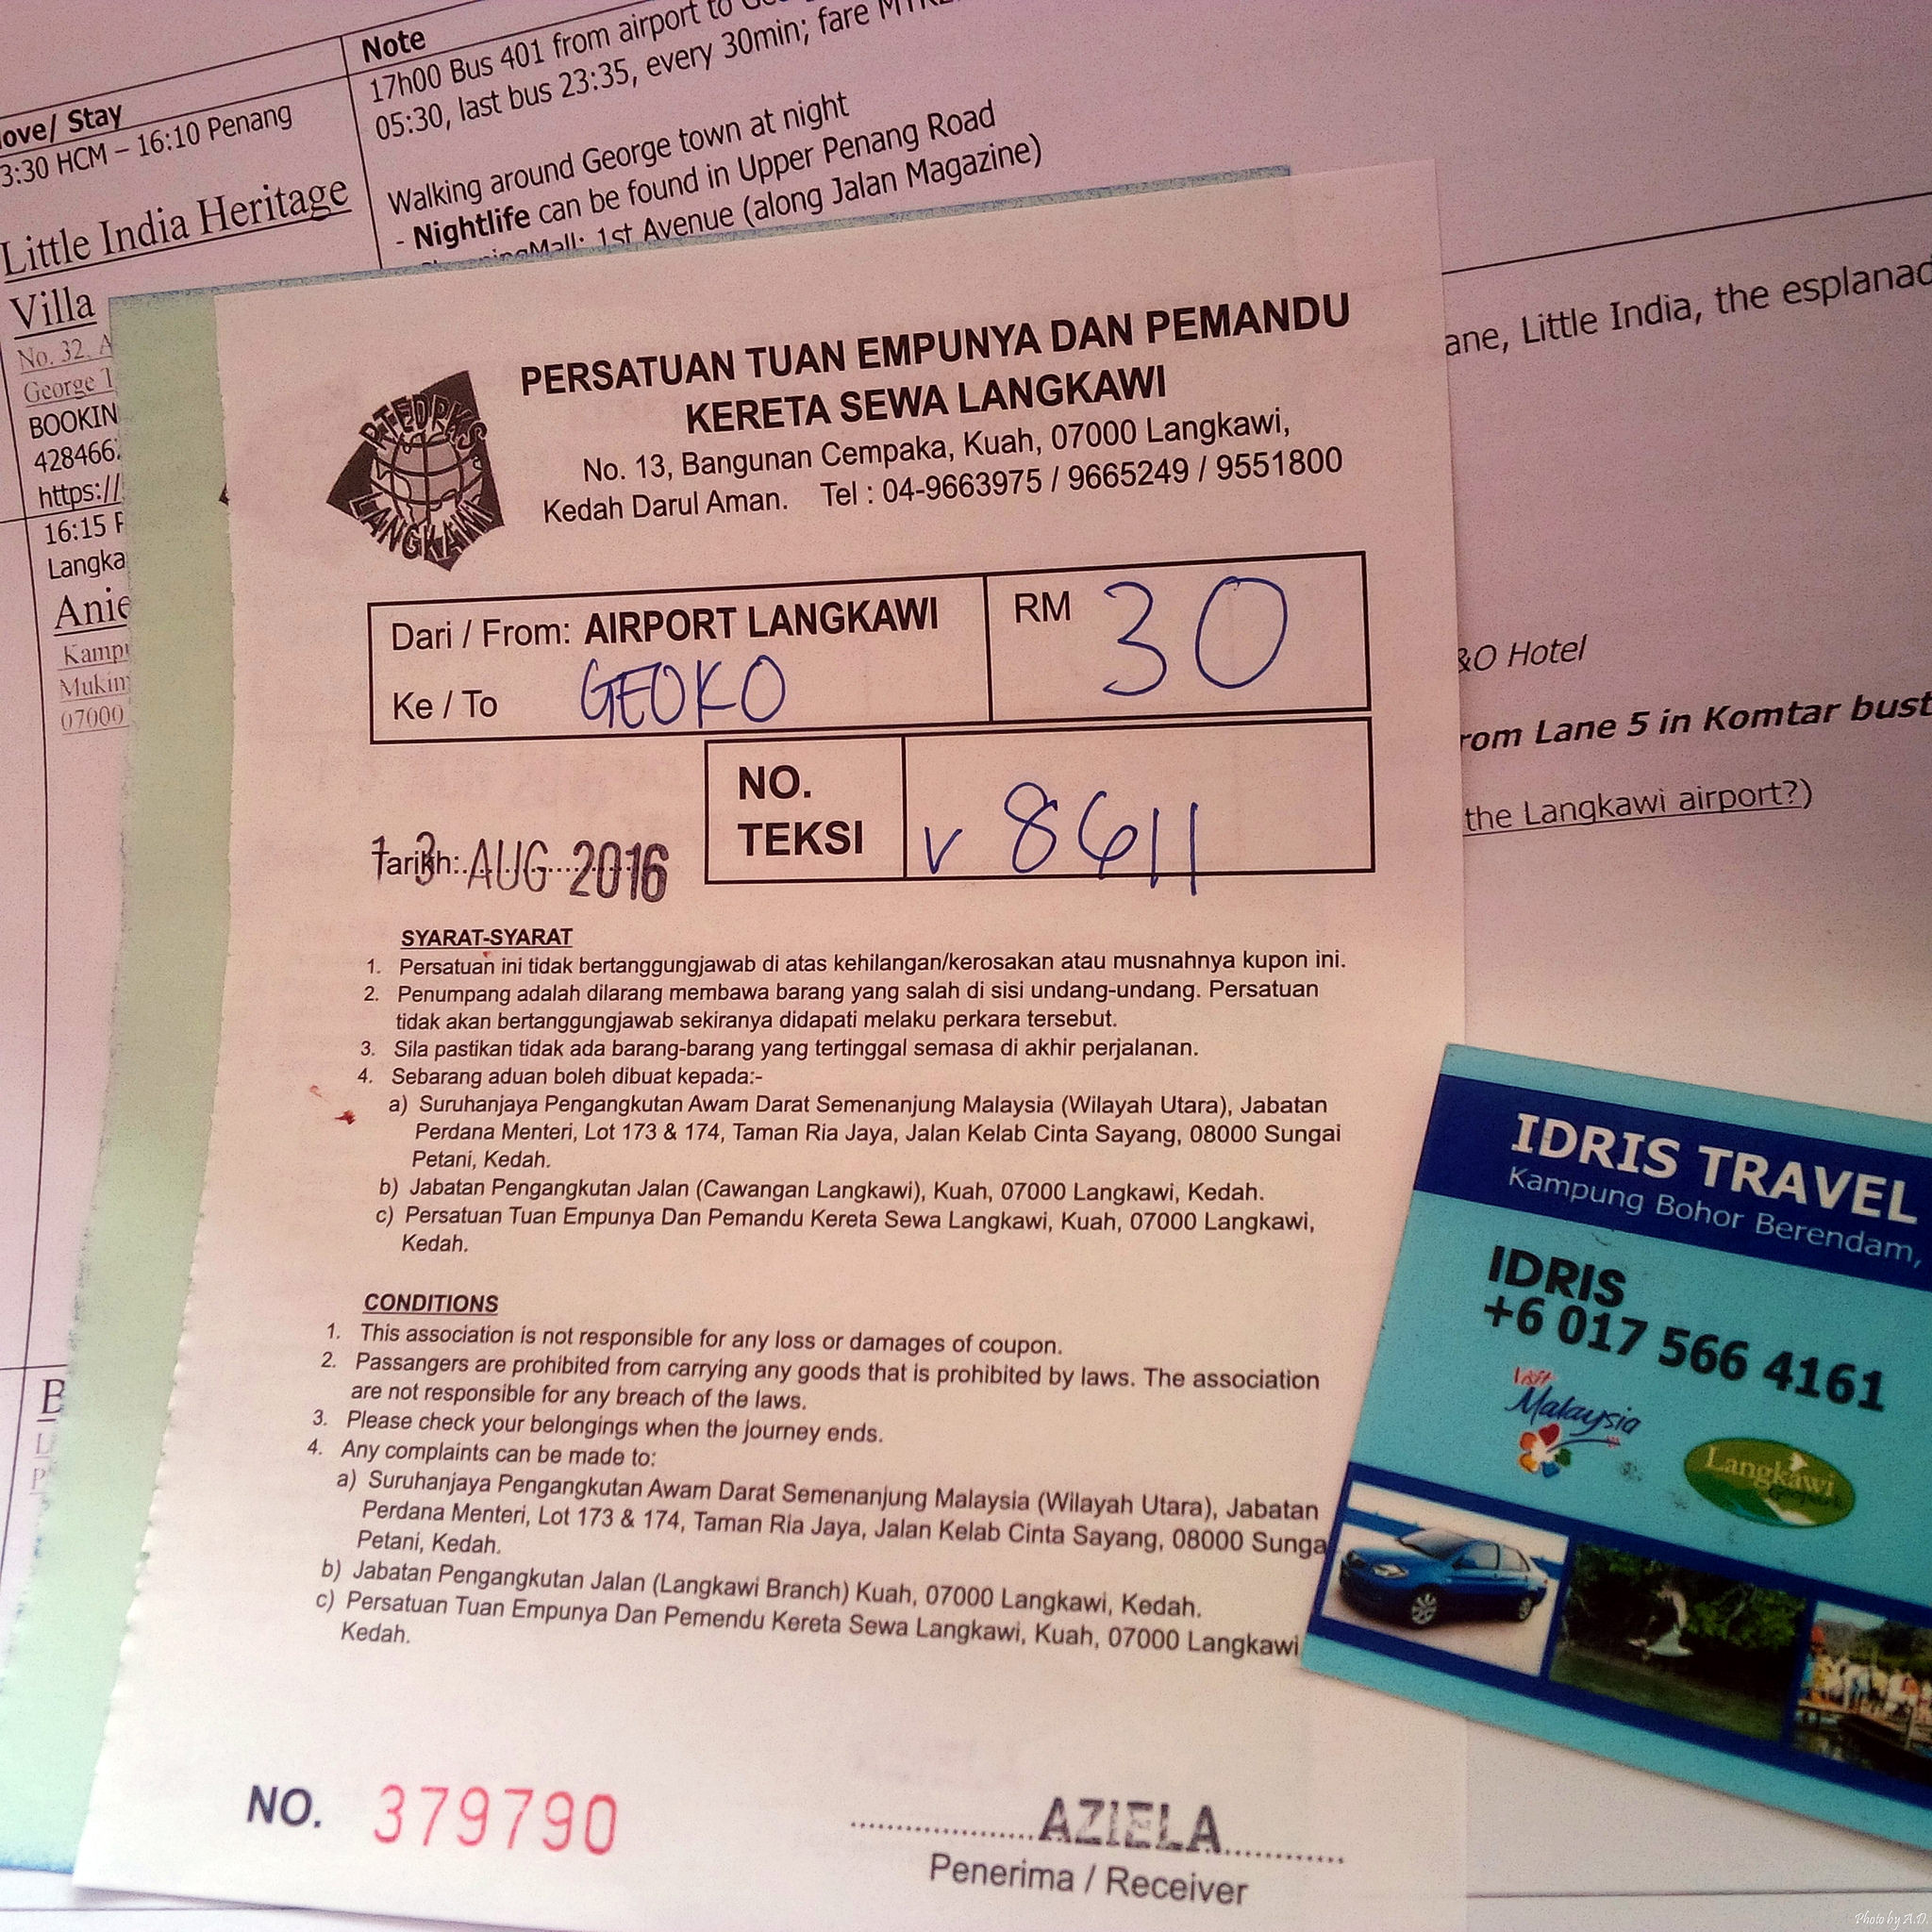 Note
17h00 Bus 401 from airport to
05:30, last bus 23:35, every 30min; fare
Stay
3:30 HCM – 16:10 Penang
Walking around George town at night
- Nightlife can be found in Upper Penang Road
1st Avenue (along Jalan Magazine)
Little India Heritage
Villa
No. 32,
George
BOOKIN
428466
https://
16:15
Langka
Anie
Kamp
Mukim
07000
ane, Little India, the esplanad
&O Hotel
rom Lane 5 in Komtar bust
the Langkawi airport?)
PERSATUAN TUAN EMPUNYA DAN PEMANDU
KERETA SEWA LANGKAWI
No. 13, Bangunan Cempaka, Kuah, 07000 Langkawi,
Kedah Darul Aman. Tel : 04-9663975 / 9665249 / 9551800
PTEDPKS
LANGKAWI
Dari / From: AIRPORT LANGKAWI
RM 30
Ke / To GEOKO
NO.
TEKSI
V 8611
Tarikh: 13 AUG 2016
SYARAT-SYARAT
1. Persatuan ini tidak bertanggungjawab di atas kehilangan/kerosakan atau musnahnya kupon ini.
2. Penumpang adalah dilarang membawa barang yang salah di sisi undang-undang. Persatuan
tidak akan bertanggungjawab sekiranya didapati melaku perkara tersebut.
3. Sila pastikan tidak ada barang-barang yang tertinggal semasa di akhir perjalanan.
4. Sebarang aduan boleh dibuat kepada:-
a) Suruhanjaya Pengangkutan Awam Darat Semenanjung Malaysia (Wilayah Utara), Jabatan
Perdana Menteri, Lot 173 & 174, Taman Ria Jaya, Jalan Kelab Cinta Sayang, 08000 Sungai
Petani, Kedah.
b) Jabatan Pengangkutan Jalan (Cawangan Langkawi), Kuah, 07000 Langkawi, Kedah.
c) Persatuan Tuan Empunya Dan Pemandu Kereta Sewa Langkawi, Kuah, 07000 Langkawi,
Kedah.
CONDITIONS
1. This association is not responsible for any loss or damages of coupon.
2. Passangers are prohibited from carrying any goods that is prohibited by laws. The association
are not responsible for any breach of the laws.
3. Please check your belongings when the journey ends.
4. Any complaints can be made to:
a) Suruhanjaya Pengangkutan Awam Darat Semenanjung Malaysia (Wilayah Utara), Jabatan
Perdana Menteri, Lot 173 & 174, Taman Ria Jaya, Jalan Kelab Cinta Sayang, 08000 Sunga
Petani, Kedah.
b) Jabatan Pengangkutan Jalan (Langkawi Branch) Kuah, 07000 Langkawi, Kedah.
c) Persatuan Tuan Empunya Dan Pemendu Kereta Sewa Langkawi, Kuah, 07000 Langkawi
Kedah.
NO. 379790
AZIELA
Penerima / Receiver
IDRIS TRAVEL
Kampung Bohor Berendam,
IDRIS
+6 017 566 4161
Visit
Malaysia
Langkawi
Photo by A.D.